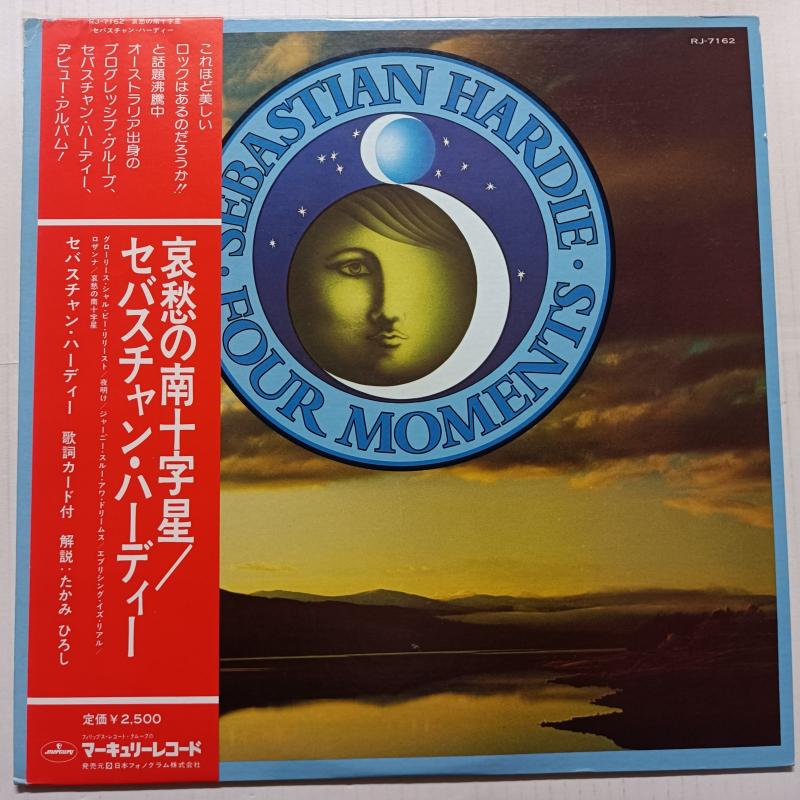 RJ-7162 哀愁の南十字星
セバスチャン・ハーディー
これほど美しい
ロックはあるのだろうか!!
と話題沸騰中
オーストラリア出身の
プログレッシブ・グループ、
セバスチャン・ハーディー、
デビュー・アルバム!
哀愁の南十字星/
セバスチャン・ハーディー
グローリース・シャル・ビー・リリースト/夜明け/ジャーニー・スルー・アワ・ドリームス/エブリシング・イズ・リアル/
ロザンナ/哀愁の南十字星
セバスチャン・ハーディー 歌詞カード付 解説:たかみ ひろし
定価¥2,500
mercury
フィリップス・レコード・グループの
マーキュリーレコード
発売元 日本フォノグラム株式会社
RJ-7162
SEBASTIAN HARDIE
FOUR MOMENTS